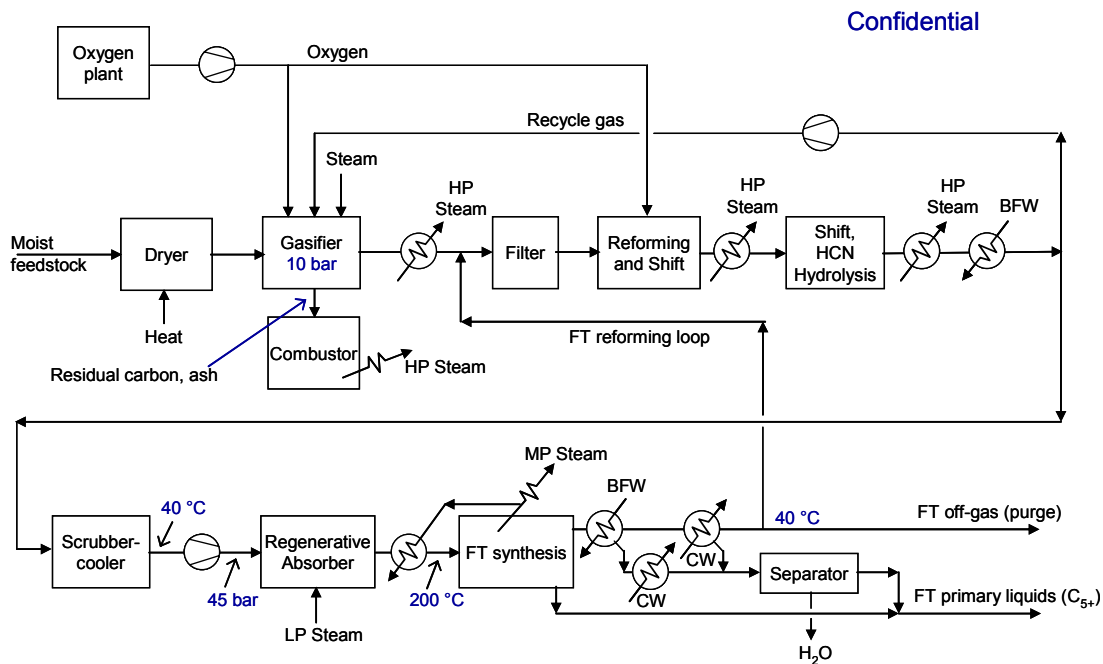 Confidential
Oxygen
plant
Oxygen
Recycle gas
Steam
HP
Steam
HP
Steam
HP
Steam
BFW
Moist
feedstock
Dryer
Gasifier
10 bar
Filter
Reforming
and Shift
Shift,
HCN
Hydrolysis
Heat
FT reforming loop
Combustor
HP Steam
Residual carbon, ash
MP Steam
BFW
40 °C
40 °C
FT off-gas (purge)
Scrubber-
cooler
Regenerative
Absorber
FT synthesis
CW
CW
Separator
45 bar
200 °C
FT primary liquids (C5+)
LP Steam
H2O